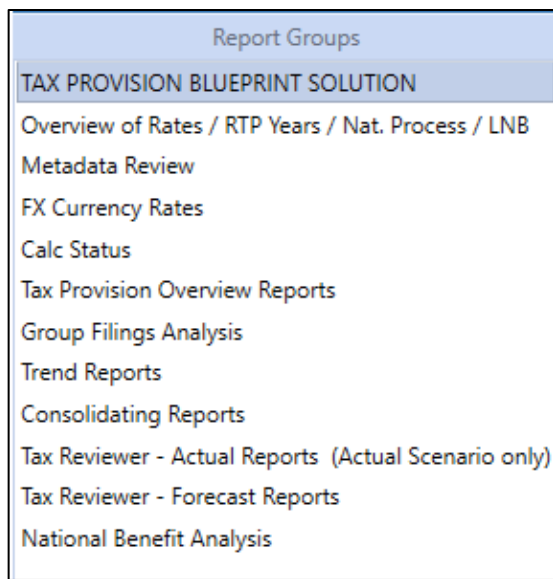 Report Groups
TAX PROVISION BLUEPRINT SOLUTION
Overview of Rates / RTP Years / Nat. Process / LNB
Metadata Review
FX Currency Rates
Calc Status
Tax Provision Overview Reports
Group Filings Analysis
Trend Reports
Consolidating Reports
Tax Reviewer - Actual Reports  (Actual Scenario only)
Tax Reviewer - Forecast Reports
National Benefit Analysis